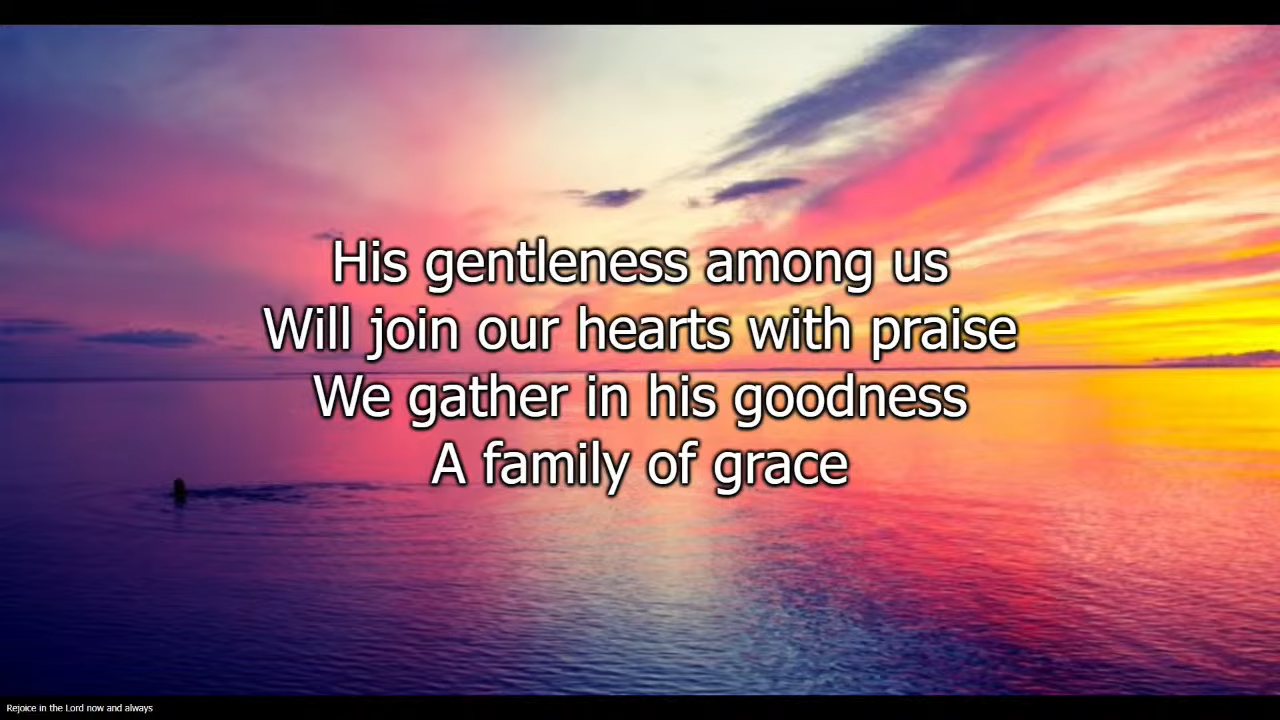 His gentleness among us
Will join our hearts with praise
We gather in his goodness
A family of grace
Rejoice in the Lord now and always